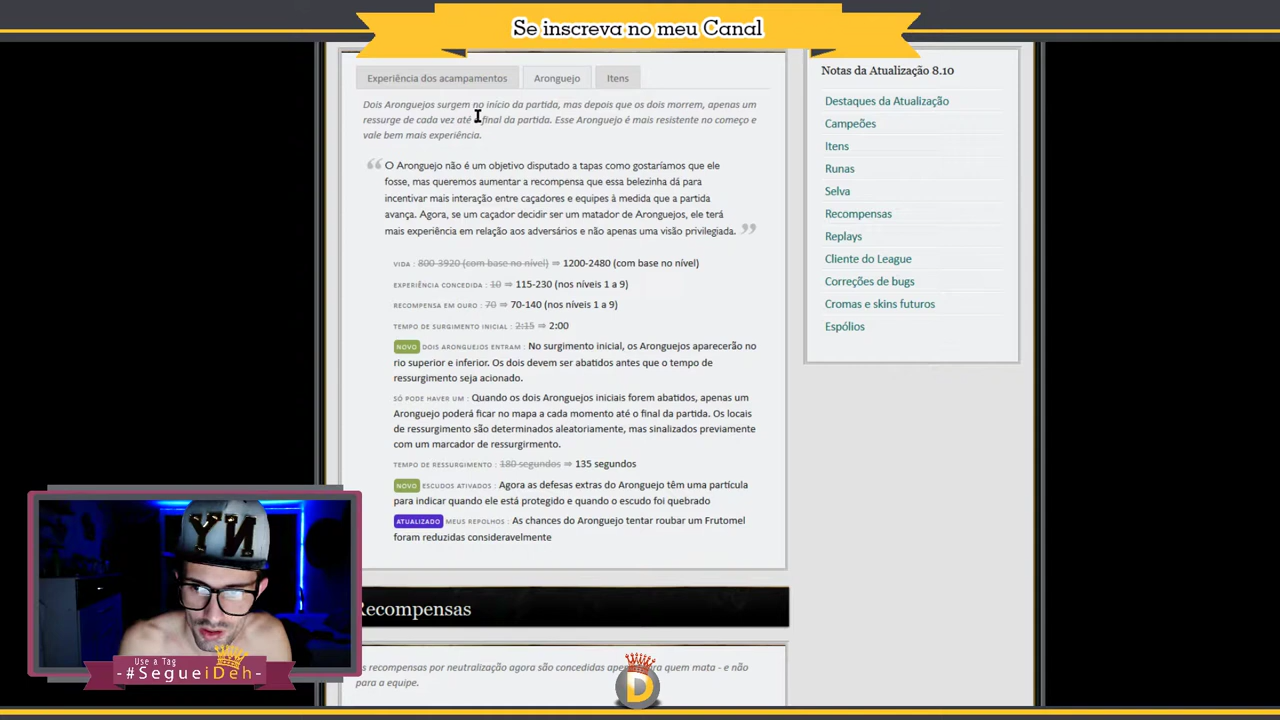 Se inscreva no meu Canal
Experiência dos acampamentos
Aronguejo
Itens
Dois Aronguejos surgem no início da partida, mas depois que os dois morrem, apenas um
ressurge de cada vez até o final da partida. Esse Aronguejo é mais resistente no começo e
vale bem mais experiência.
“ O Aronguejo não é um objetivo disputado a tapas como gostaríamos que ele
fosse, mas queremos aumentar a recompensa que essa belezinha dá para
incentivar mais interação entre caçadores e equipes à medida que a partida
avança. Agora, se um caçador decidir ser um matador de Aronguejos, ele terá
mais experiência em relação aos adversários e não apenas uma visão privilegiada. ”
VIDA : 800-3920 (com base no nível) ⇒ 1200-2480 (com base no nível)
EXPERIÊNCIA CONCEDIDA : 10 ⇒ 115-230 (nos níveis 1 a 9)
RECOMPENSA EM OURO : 70 ⇒ 70-140 (nos níveis 1 a 9)
TEMPO DE SURGIMENTO INICIAL : 2:15 ⇒ 2:00
NOVO DOIS ARONGUEJOS ENTRAM : No surgimento inicial, os Aronguejos aparecerão no
rio superior e inferior. Os dois devem ser abatidos antes que o tempo de
ressurgimento seja acionado.
SÓ PODE HAVER UM : Quando os dois Aronguejos iniciais forem abatidos, apenas um
Aronguejo poderá ficar no mapa a cada momento até o final da partida. Os locais
de ressurgimento são determinados aleatoriamente, mas sinalizados previamente
com um marcador de ressurgirmento.
TEMPO DE RESSURGIMENTO : 180 segundos ⇒ 135 segundos
NOVO ESCUDOS ATIVADOS : Agora as defesas extras do Aronguejo têm uma partícula
para indicar quando ele está protegido e quando o escudo foi quebrado
ATUALIZADO MEUS REPOLHOS : As chances do Aronguejo tentar roubar um Frutomel
foram reduzidas consideravelmente
Recompensas
s recompensas por neutralização agora são concedidas para quem mata - e não
para a equipe.
Notas da Atualização 8.10
Destaques da Atualização
Campeões
Itens
Runas
Selva
Recompensas
Replays
Cliente do League
Correções de bugs
Cromas e skins futuros
Espólios
NY
Use a Tag
-#SegueiDeh-
D